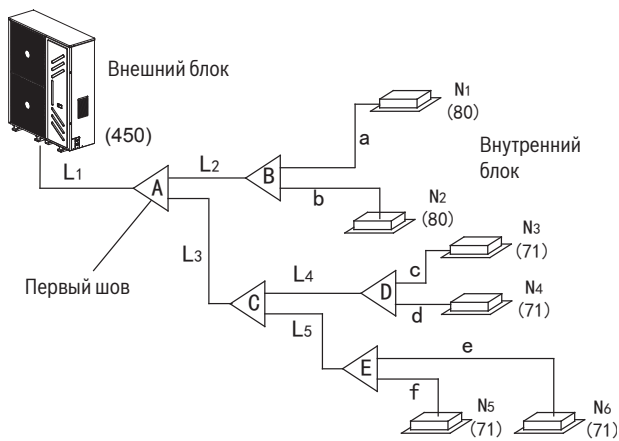 Внешний блок
(450)
L1
A
L2
B
a
b
N1
(80)
Внутренний
блок
N2
(80)
L3
Первый шов
C
L4
D
c
d
N3
(71)
N4
(71)
L5
E
e
f
N5
(71)
N6
(71)